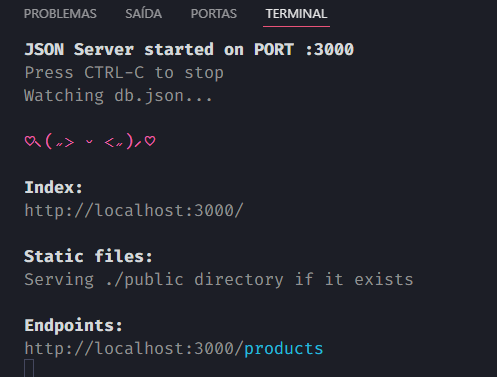 PROBLEMAS SAÍDA PORTAS TERMINAL
JSON Server started on PORT :3000
Press CTRL-C to stop
Watching db.json...
♡⸜(˶˃ ᵕ ˂˶)⸝♡
Index:
http://localhost:3000/
Static files:
Serving ./public directory if it exists
Endpoints:
http://localhost:3000/products